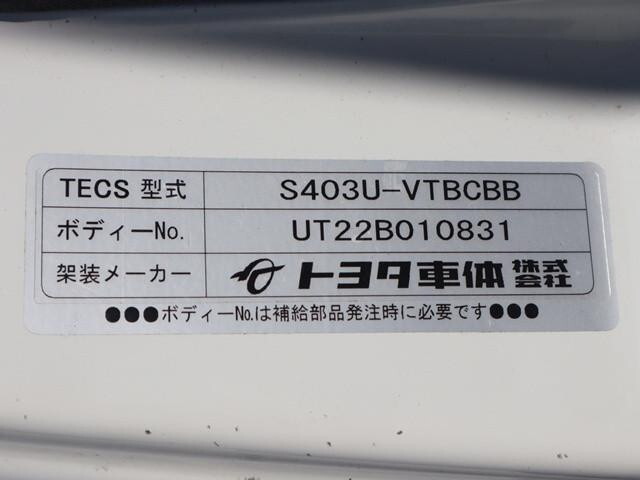 TECS 型式 S403U-VTBCBB
ボディーNo. UT22B010831
架装メーカー トヨタ車体株式会社
●●●ボディーNo.は補給部品発注時に必要です●●●